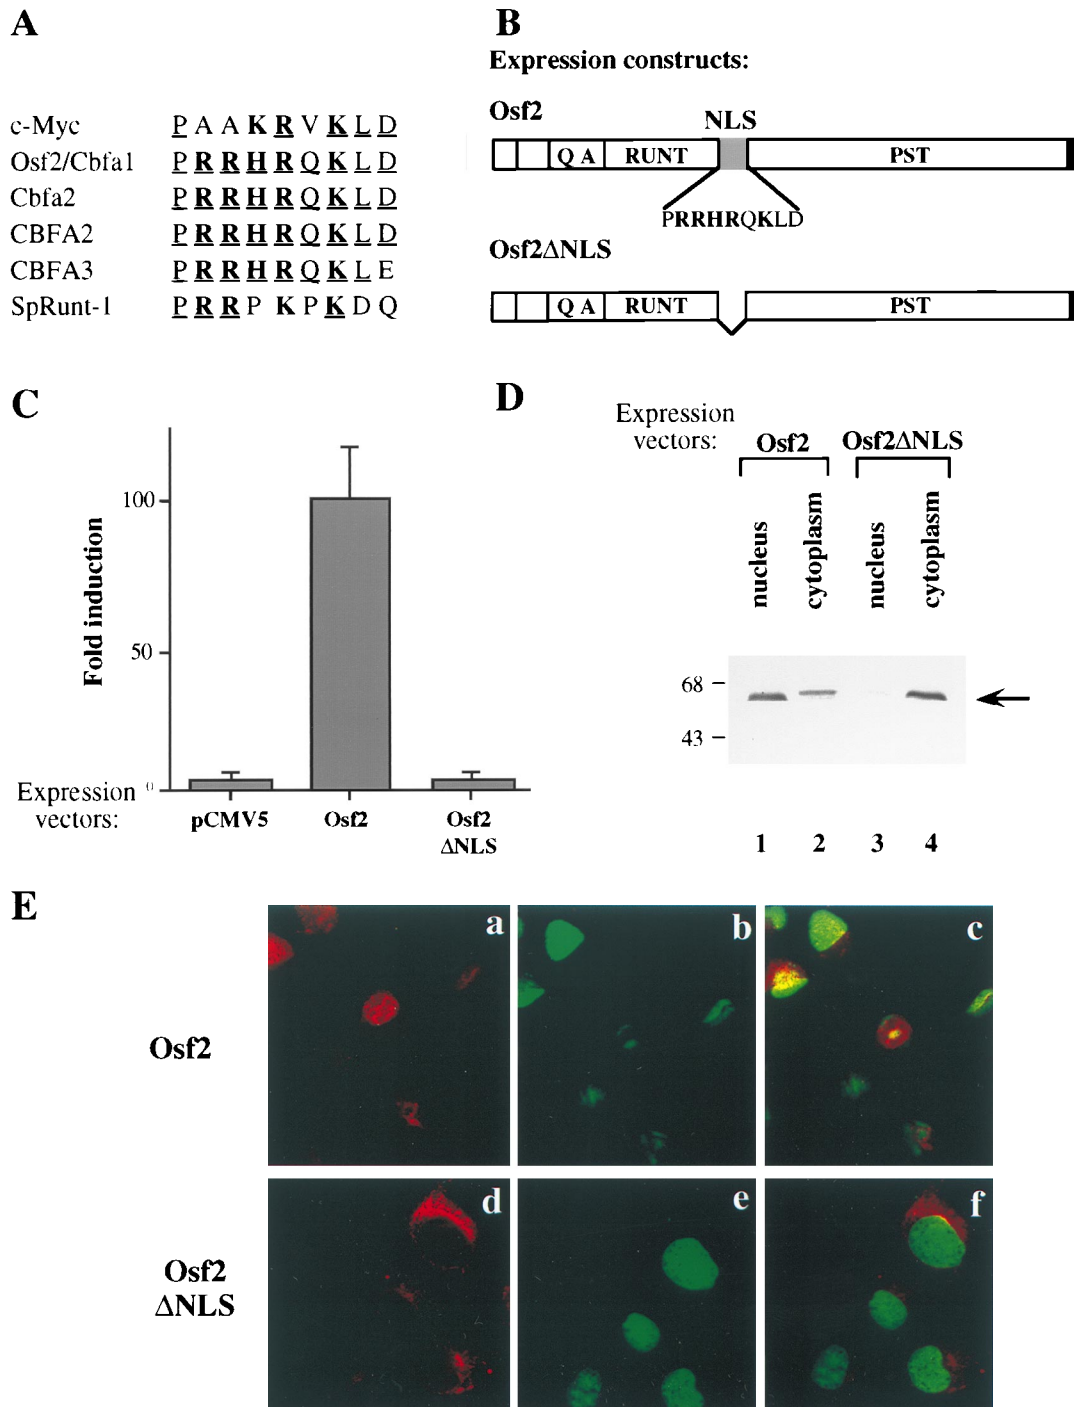 A
c-Myc P A A K R V K L D
Osf2/Cbfa1 P R R H R Q K L D
Cbfa2 P R R H R Q K L D
CBFA2 P R R H R Q K L D
CBFA3 P R R H R Q K L E
SpRunt-1 P R R P K P K D Q
B
Expression constructs:
Osf2
NLS
Q A RUNT PST
PRRHRQKLD
Osf2ΔNLS
Q A RUNT PST
C
Fold induction
100
50
0
Expression
vectors:
pCMV5 Osf2 Osf2
ΔNLS
D
Expression
vectors:
Osf2 Osf2ΔNLS
nucleus cytoplasm nucleus cytoplasm
68
43
1 2 3 4
E
a b c
Osf2
d e f
Osf2
ΔNLS